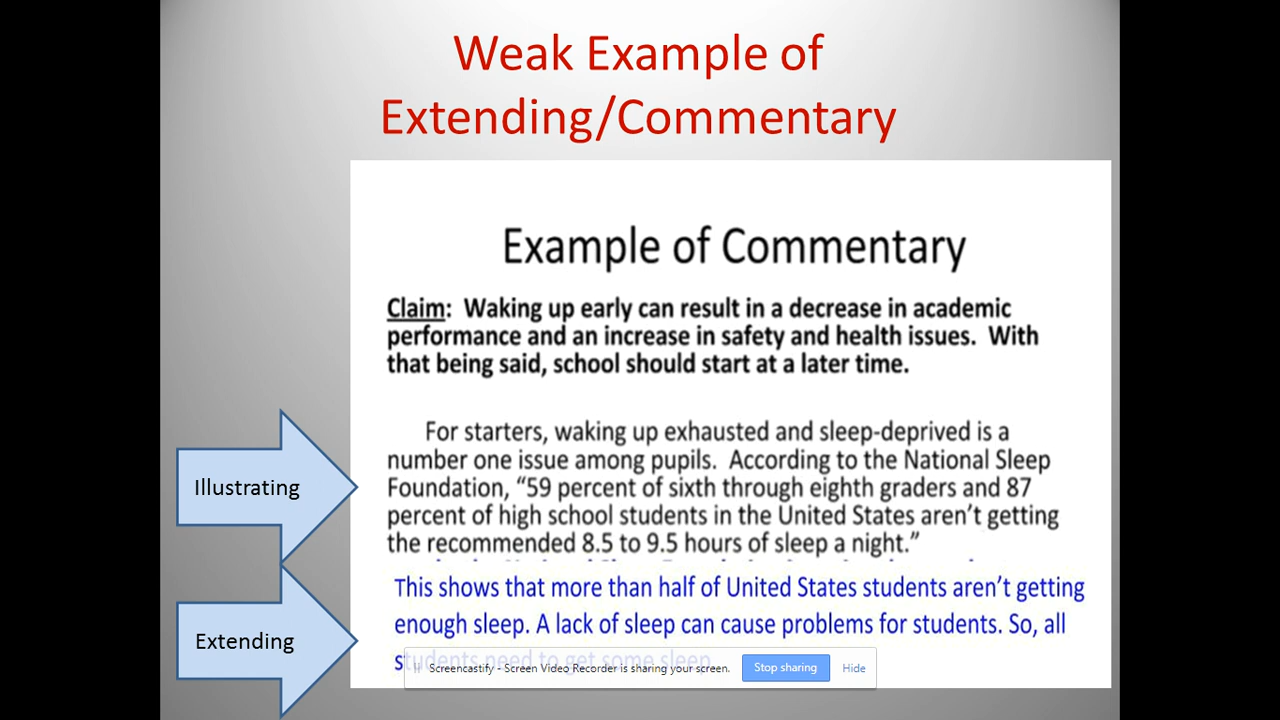 Weak Example of
Extending/Commentary
Example of Commentary
Claim: Waking up early can result in a decrease in academic
performance and an increase in safety and health issues. With
that being said, school should start at a later time.
For starters, waking up exhausted and sleep-deprived is a
number one issue among pupils. According to the National Sleep
Foundation, “59 percent of sixth through eighth graders and 87
percent of high school students in the United States aren’t getting
the recommended 8.5 to 9.5 hours of sleep a night.”
Illustrating
This shows that more than half of United States students aren’t getting
enough sleep. A lack of sleep can cause problems for students. So, all
students need to get some sleep.
Extending
Screencastify - Screen Video Recorder is sharing your screen.
Stop sharing
Hide